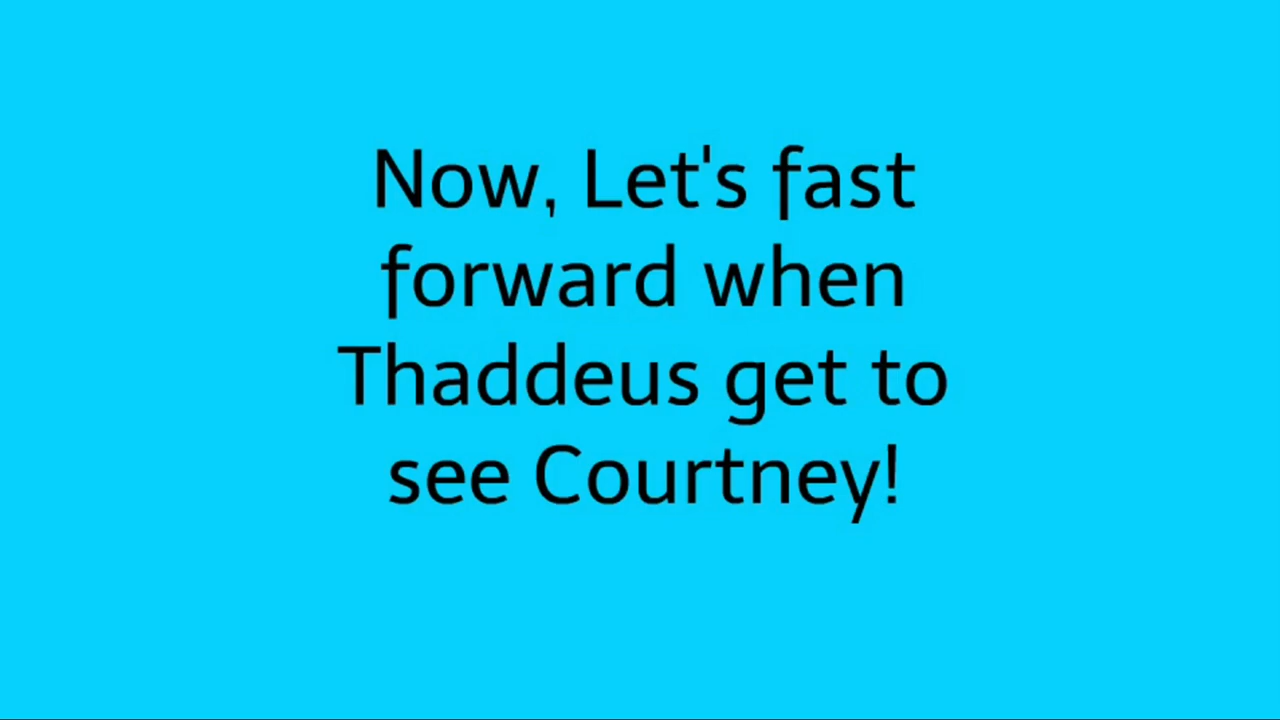 Now, Let's fast
forward when
Thaddeus get to
see Courtney!